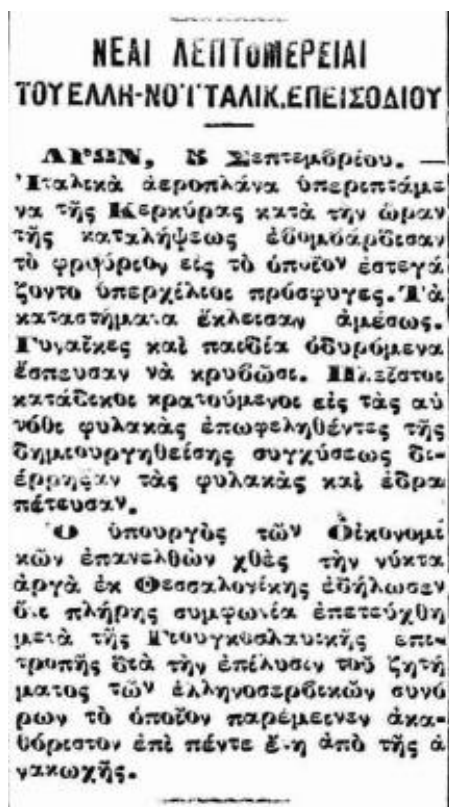 ΝΕΑΙ ΛΕΠΤΟΜΕΡΕΙΑΙ
ΤΟΥ ΕΛΛΗ-ΝΟ·Ι·ΤΑΛΙΚ. ΕΠΕΙΣΟΔΙΟΥ
Σεπτεμβρίου. —
Ἰταλικὰ ἀεροπλάνα ὑπεριπτάμε
να τῆς Κερκύρας κατὰ τὴν ὥραν
τῆς καταλήψεως ἐβομβάρδισαν
τὸ φρούριον εἰς τὸ ὁποῖον ἐστεγά
ζοντο ὑπερχίλιοι πρόσφυγες. Τὰ
καταστήματα ἔκλεισαν ἀμέσως.
Γυναῖκες καὶ παιδία ὀδυρόμενα
ἔσπευσαν νὰ κρυβῶσι. Πλεῖστοι
κατάδικοι κρατούμενοι εἰς τὰς αὐ
τόθι φυλακὰς ἐπωφεληθέντες τῆς
δημιουργηθείσης συγχύσεως δι-
έρρηξαν τὰς φυλακὰς καὶ ἐδρα
πέτευσαν.
Ὁ ὑπουργὸς τῶν Οἰκονομι
κῶν ἐπανελθὼν χθὲς τὴν νύκτα
ἀργὰ ἐκ Θεσσαλονίκης ἐδήλωσεν
ὅτι πλήρης συμφωνία ἐπετεύχθη
μετὰ τῆς Γιουγκοσλαυικῆς επι-
τροπῆς διὰ τὴν ἐπίλυσιν τοῦ ζητή
ματος τῶν ἑλληνοσερβικῶν συνό
ρων τὸ ὁποῖον παρέμεινεν ἀκα-
θόριστον ἐπὶ πέντε ἔτη ἀπὸ τῆς ἀ
νακωχῆς.